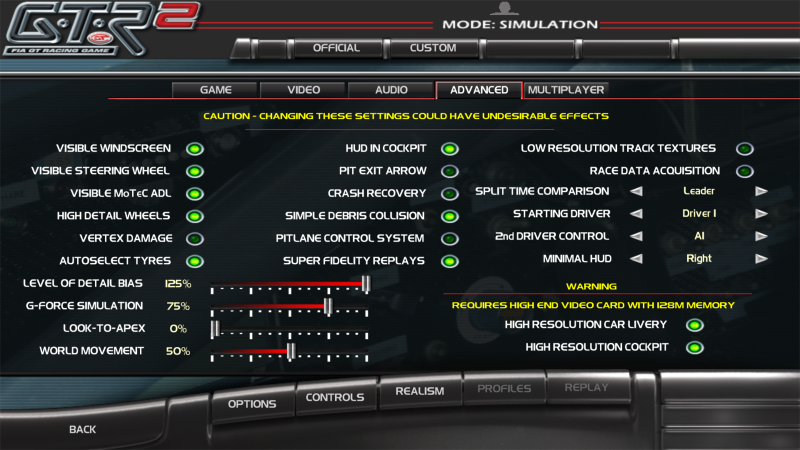 GTR2
FIA GT RACING GAME
MODE: SIMULATION
OFFICIAL CUSTOM
GAME VIDEO AUDIO ADVANCED MULTIPLAYER
CAUTION - CHANGING THESE SETTINGS COULD HAVE UNDESIRABLE EFFECTS
VISIBLE WINDSCREEN
VISIBLE STEERING WHEEL
VISIBLE MoTeC ADL
HIGH DETAIL WHEELS
VERTEX DAMAGE
AUTOSELECT TYRES
HUD IN COCKPIT
PIT EXIT ARROW
CRASH RECOVERY
SIMPLE DEBRIS COLLISION
PITLANE CONTROL SYSTEM
SUPER FIDELITY REPLAYS
LOW RESOLUTION TRACK TEXTURES
RACE DATA ACQUISITION
SPLIT TIME COMPARISON Leader
STARTING DRIVER Driver 1
2nd DRIVER CONTROL AI
MINIMAL HUD Right
LEVEL OF DETAIL BIAS 125%
G-FORCE SIMULATION 75%
LOOK-TO-APEX 0%
WORLD MOVEMENT 50%
WARNING
REQUIRES HIGH END VIDEO CARD WITH 128M MEMORY
HIGH RESOLUTION CAR LIVERY
HIGH RESOLUTION COCKPIT
BACK OPTIONS CONTROLS REALISM PROFILES REPLAY